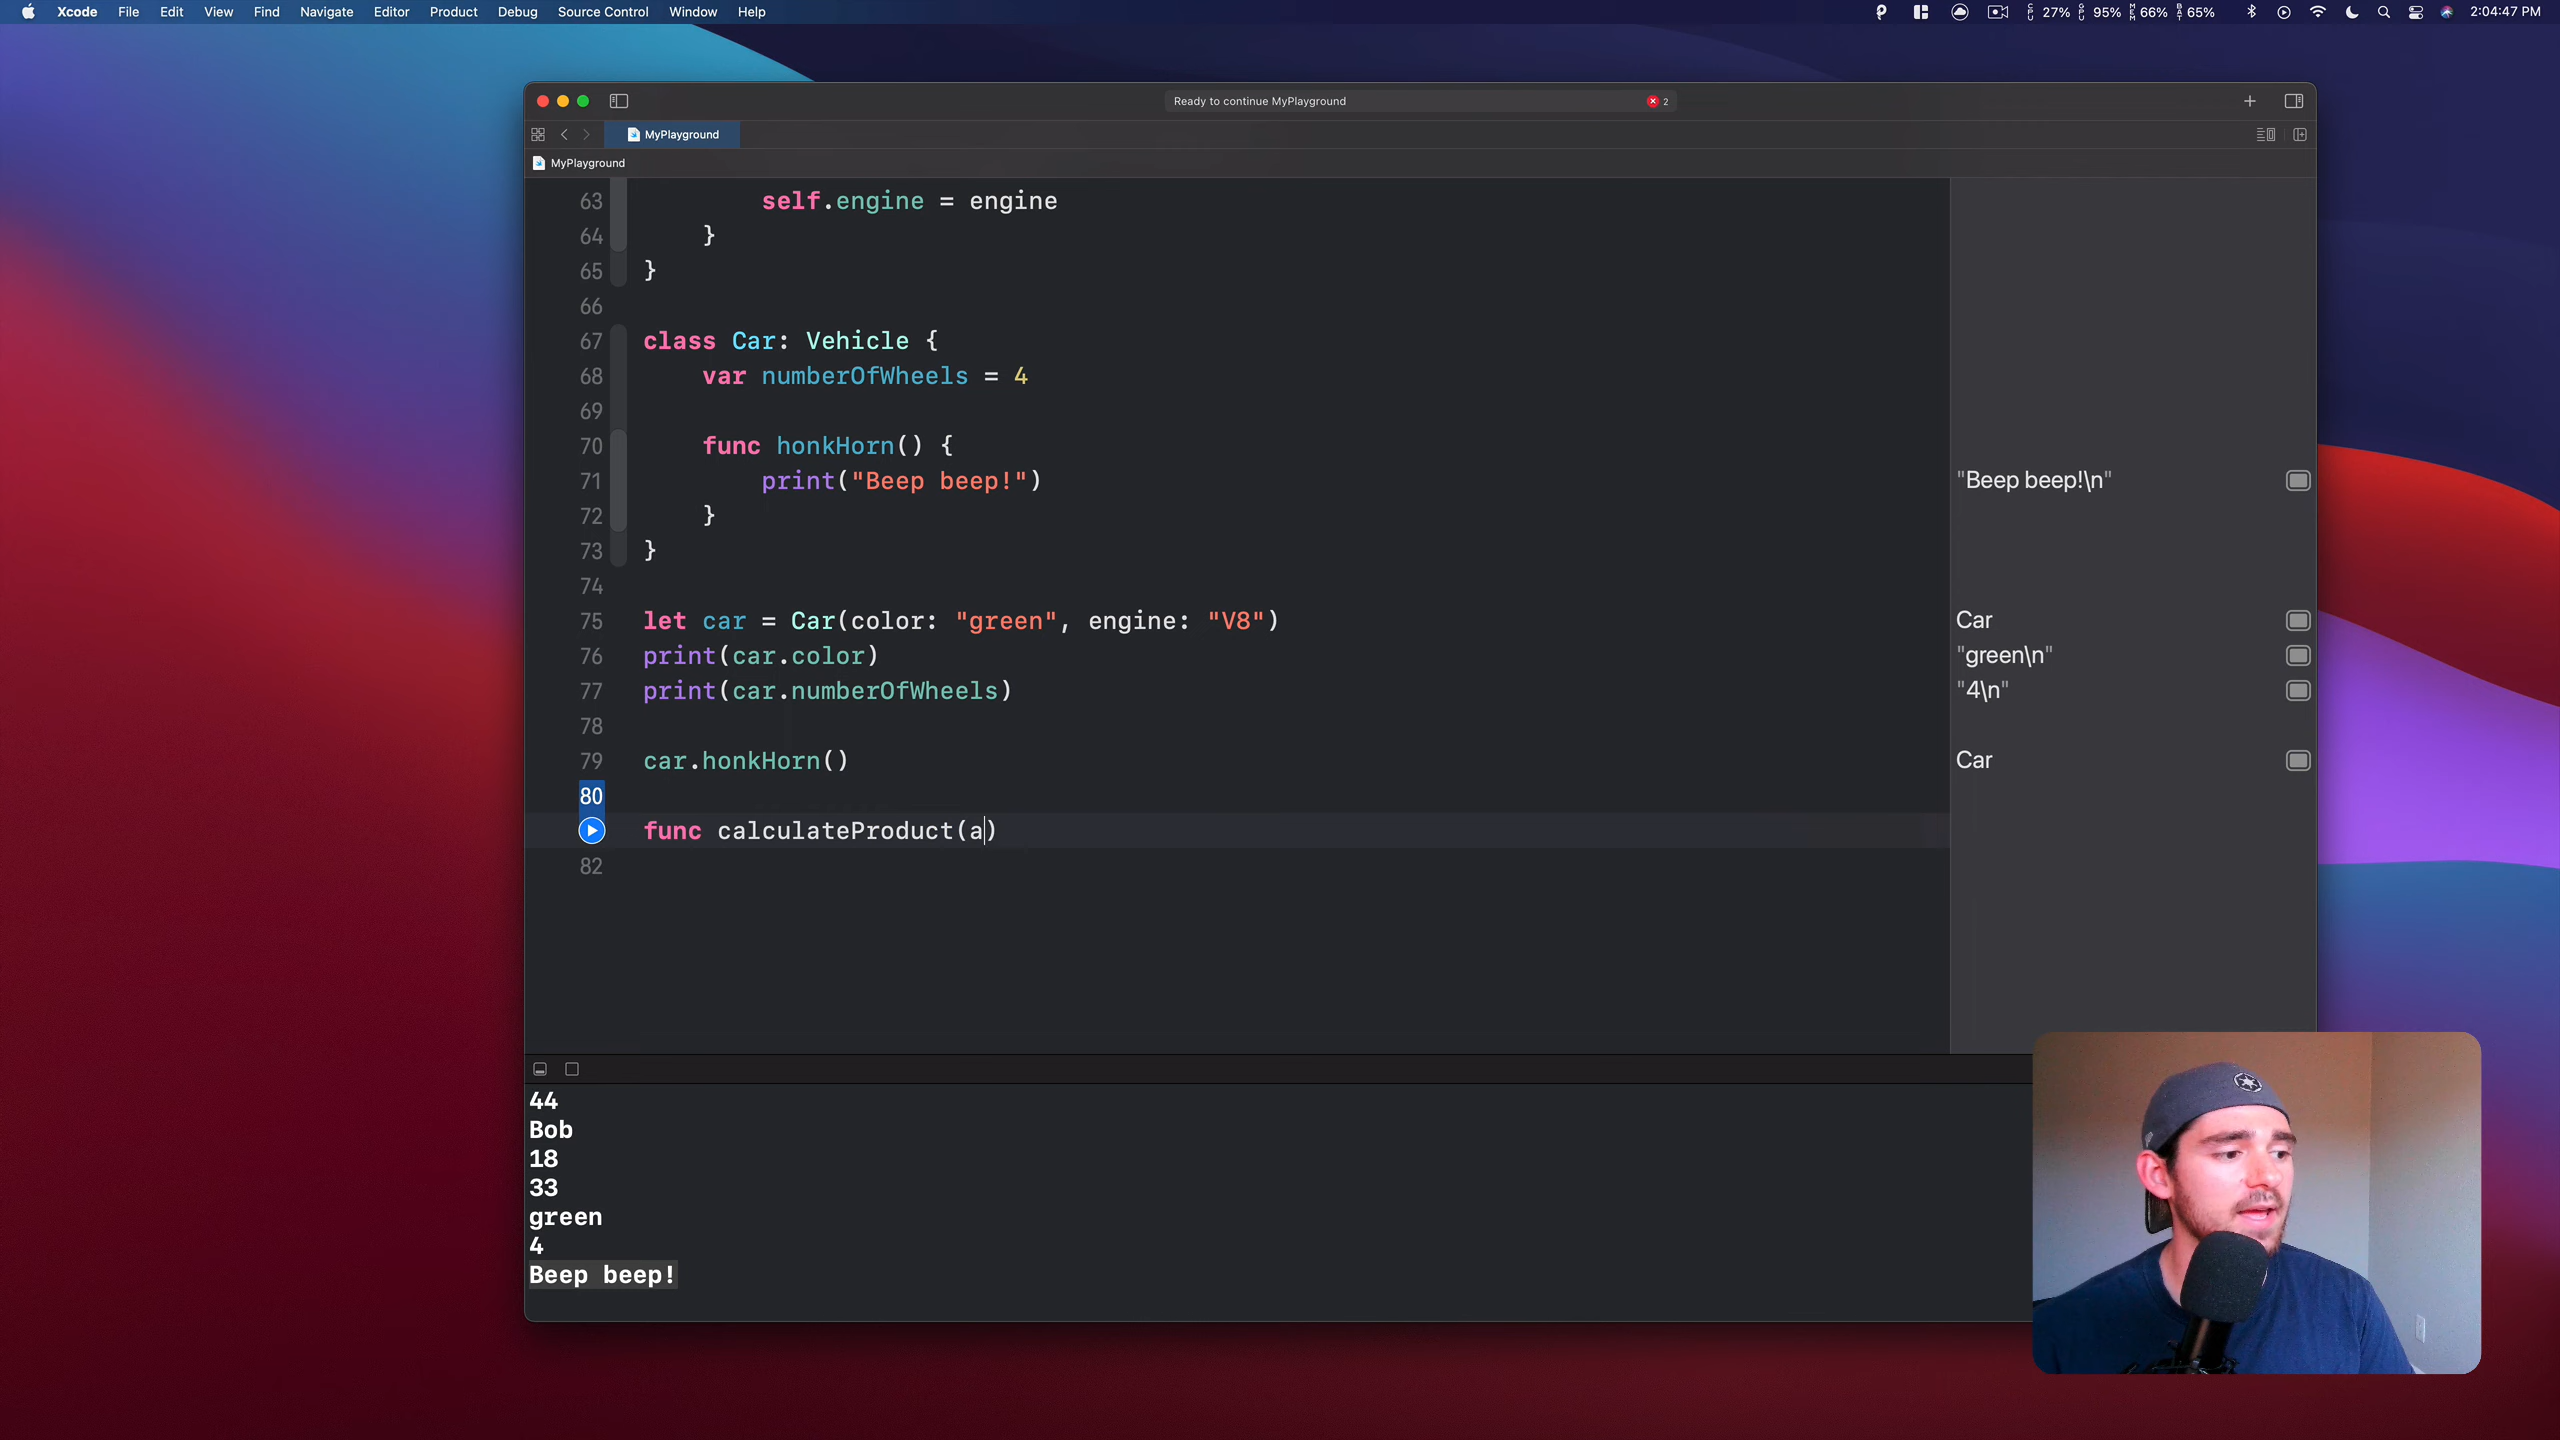 Xcode File Edit View Find Navigate Editor Product Debug Source Control Window Help
CPU 27% GPU 95% MEM 66% BAT 65% 2:04:47 PM
Ready to continue MyPlayground 2
MyPlayground
MyPlayground
63 self.engine = engine
64 }
65 }
66
67 class Car: Vehicle {
68 var numberOfWheels = 4
69
70 func honkHorn() {
71 print("Beep beep!") "Beep beep!\n"
72 }
73 }
74
75 let car = Car(color: "green", engine: "V8") Car
76 print(car.color) "green\n"
77 print(car.numberOfWheels) "4\n"
78
79 car.honkHorn() Car
80
func calculateProduct(a)
82
44
Bob
18
33
green
4
Beep beep!